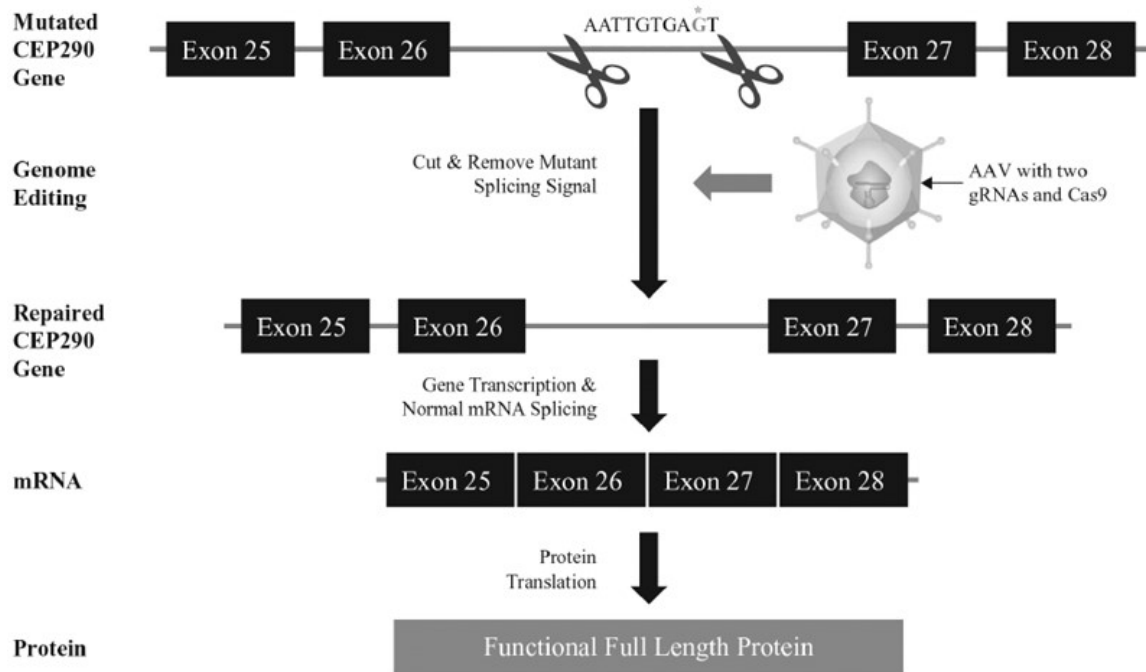 Mutated
CEP290
Gene
AATTGTGAGT
*
Exon 25
Exon 26
Exon 27
Exon 28
Genome
Editing
Cut & Remove Mutant
Splicing Signal
AAV with two
gRNAs and Cas9
Repaired
CEP290
Gene
Exon 25
Exon 26
Exon 27
Exon 28
Gene Transcription &
Normal mRNA Splicing
mRNA
Exon 25
Exon 26
Exon 27
Exon 28
Protein
Translation
Protein
Functional Full Length Protein